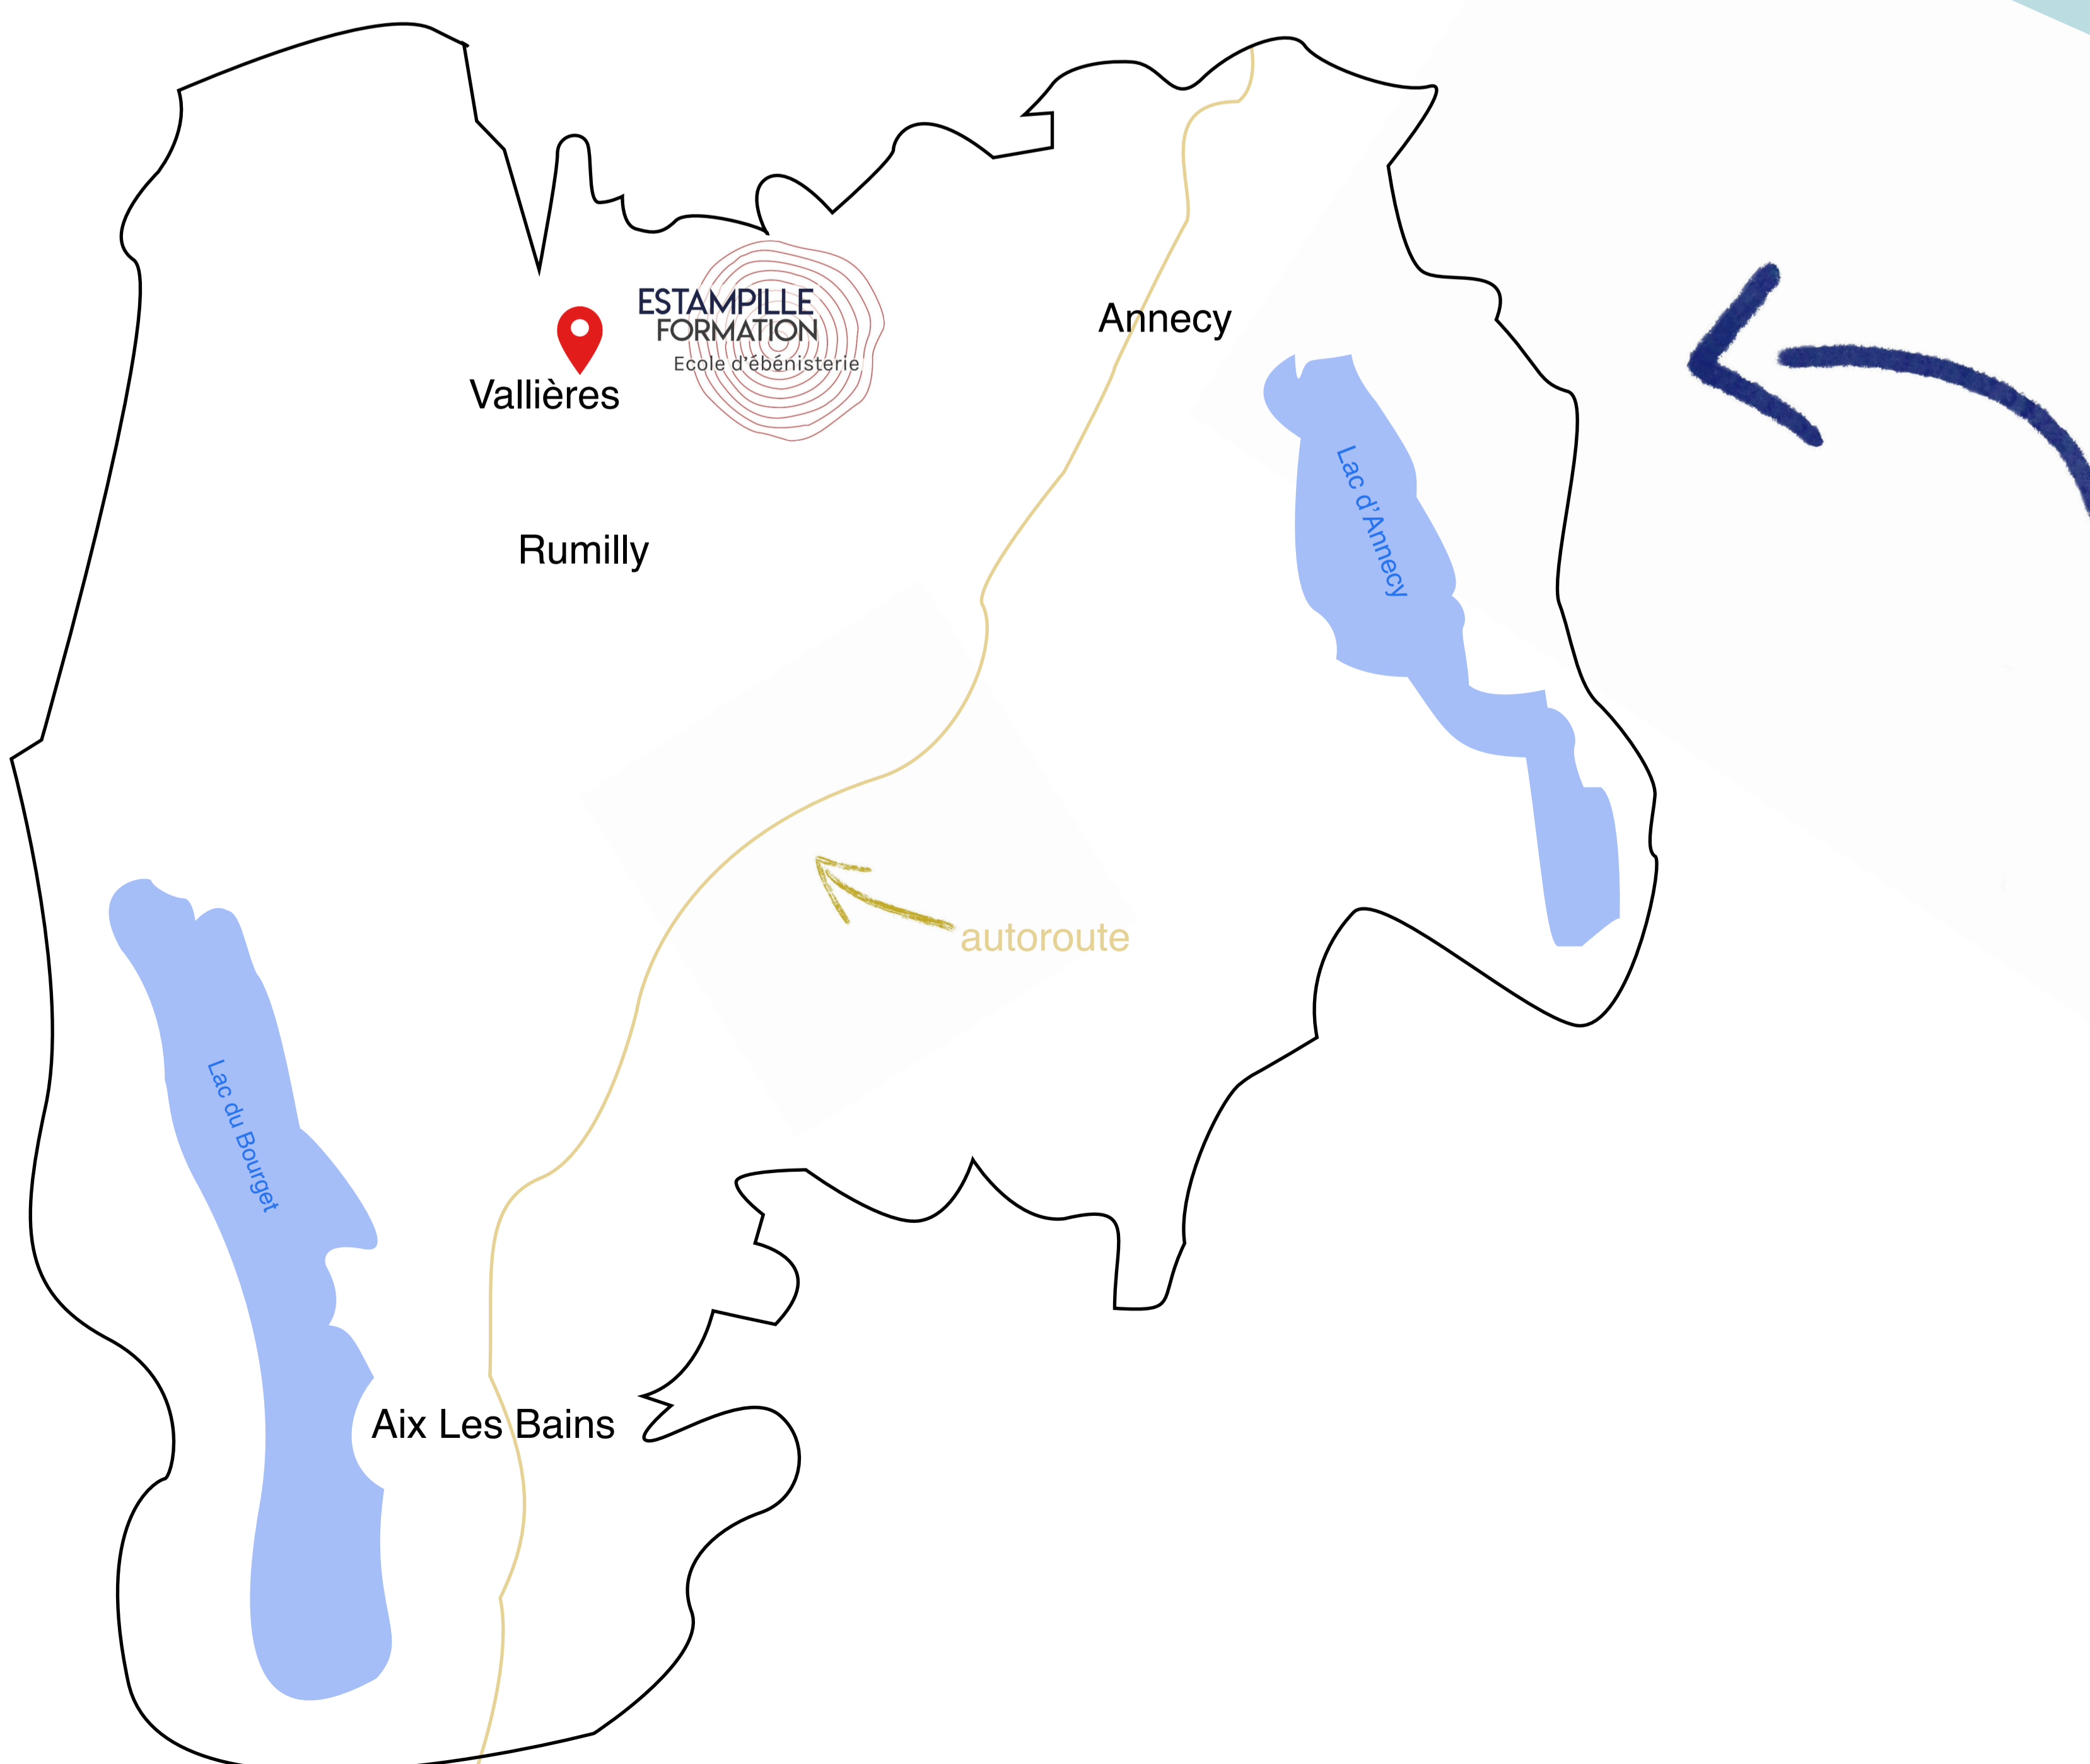 ESTAMPILLE
FORMATION
Ecole d'ébénisterie
Annecy
Vallières
Lac d'Annecy
Rumilly
autoroute
Lac du Bourget
Aix Les Bains